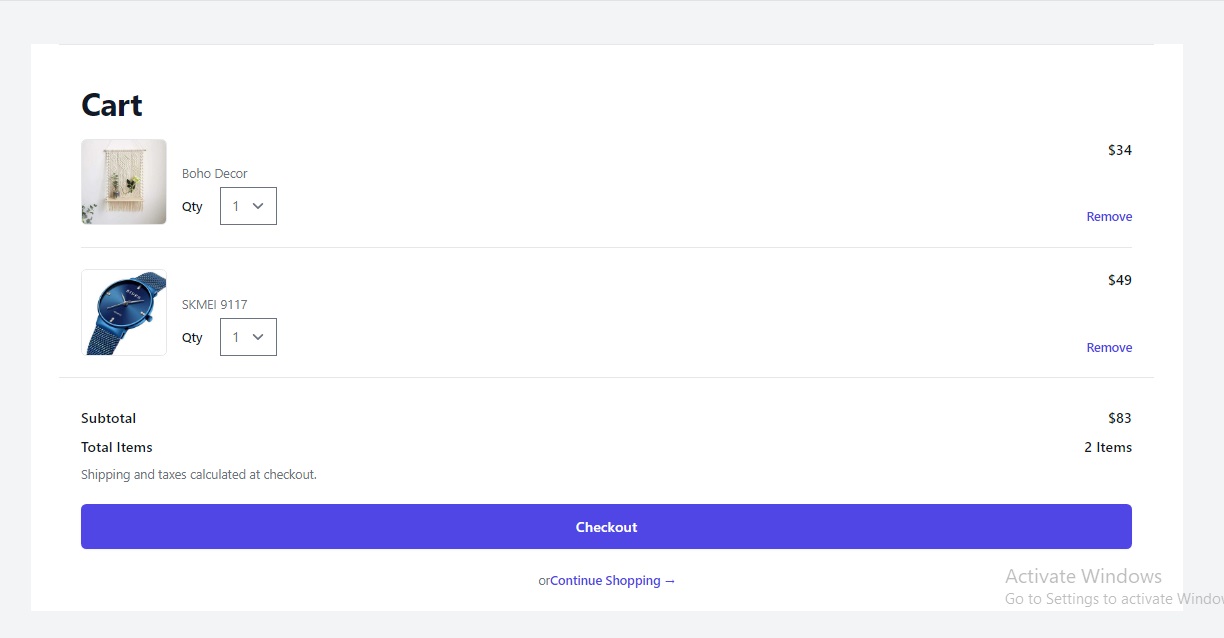 Cart
$34
Boho Decor
Qty 1
Remove
$49
SKMEI 9117
Qty 1
Remove
Subtotal $83
Total Items 2 Items
Shipping and taxes calculated at checkout.
Checkout
orContinue Shopping →
Activate Windows
Go to Settings to activate Window